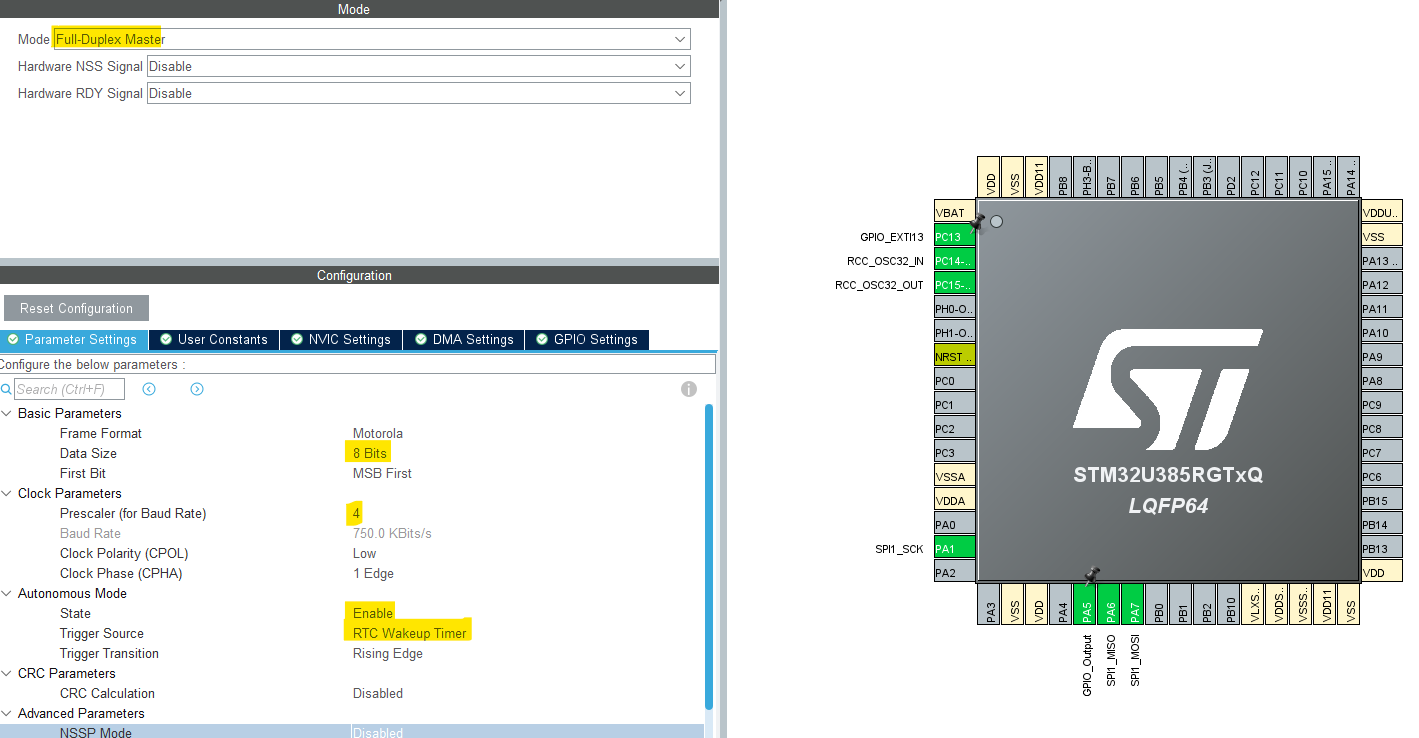 Mode
Mode Full-Duplex Master
Hardware NSS Signal Disable
Hardware RDY Signal Disable
Configuration
Reset Configuration
Parameter Settings User Constants NVIC Settings DMA Settings GPIO Settings
Configure the below parameters :
Search (Ctrl+F)
Basic Parameters
Frame Format Motorola
Data Size 8 Bits
First Bit MSB First
Clock Parameters
Prescaler (for Baud Rate) 4
Baud Rate 750.0 KBits/s
Clock Polarity (CPOL) Low
Clock Phase (CPHA) 1 Edge
Autonomous Mode
State Enable
Trigger Source RTC Wakeup Timer
Trigger Transition Rising Edge
CRC Parameters
CRC Calculation Disabled
Advanced Parameters
NSSP Mode Disabled
VDD
VSS
VDD11
PB8
PH3-B..
PB7
PB6
PB5
PB4 (..
PB3 (J..
PD2
PC12
PC11
PC10
PA15 ..
PA14 ..
VBAT
GPIO_EXTI13 PC13
RCC_OSC32_IN PC14-..
RCC_OSC32_OUT PC15-..
PH0-O..
PH1-O..
NRST ..
PC0
PC1
PC2
PC3
VSSA
VDDA
PA0
SPI1_SCK PA1
PA2
ST
STM32U385RGTxQ
LQFP64
VDDU..
VSS
PA13 ..
PA12
PA11
PA10
PA9
PA8
PC9
PC8
PC7
PC6
PB15
PB14
PB13
VDD
PA3
VSS
VDD
PA4
PA5
PA6
PA7
PB0
PB1
PB2
PB10
VLXS..
VDDS..
VSSS..
VDD11
VSS
GPIO_Output
SPI1_MISO
SPI1_MOSI